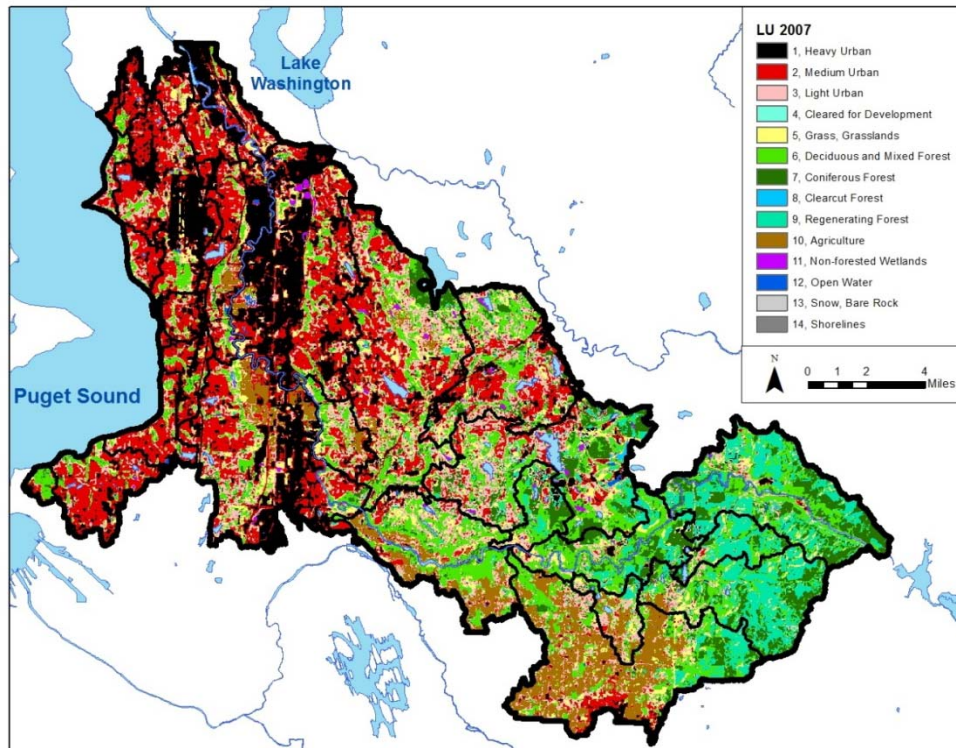 Lake
Washington
Puget Sound
LU 2007
1, Heavy Urban
2, Medium Urban
3, Light Urban
4, Cleared for Development
5, Grass, Grasslands
6, Deciduous and Mixed Forest
7, Coniferous Forest
8, Clearcut Forest
9, Regenerating Forest
10, Agriculture
11, Non-forested Wetlands
12, Open Water
13, Snow, Bare Rock
14, Shorelines
N
0 1 2 4
Miles